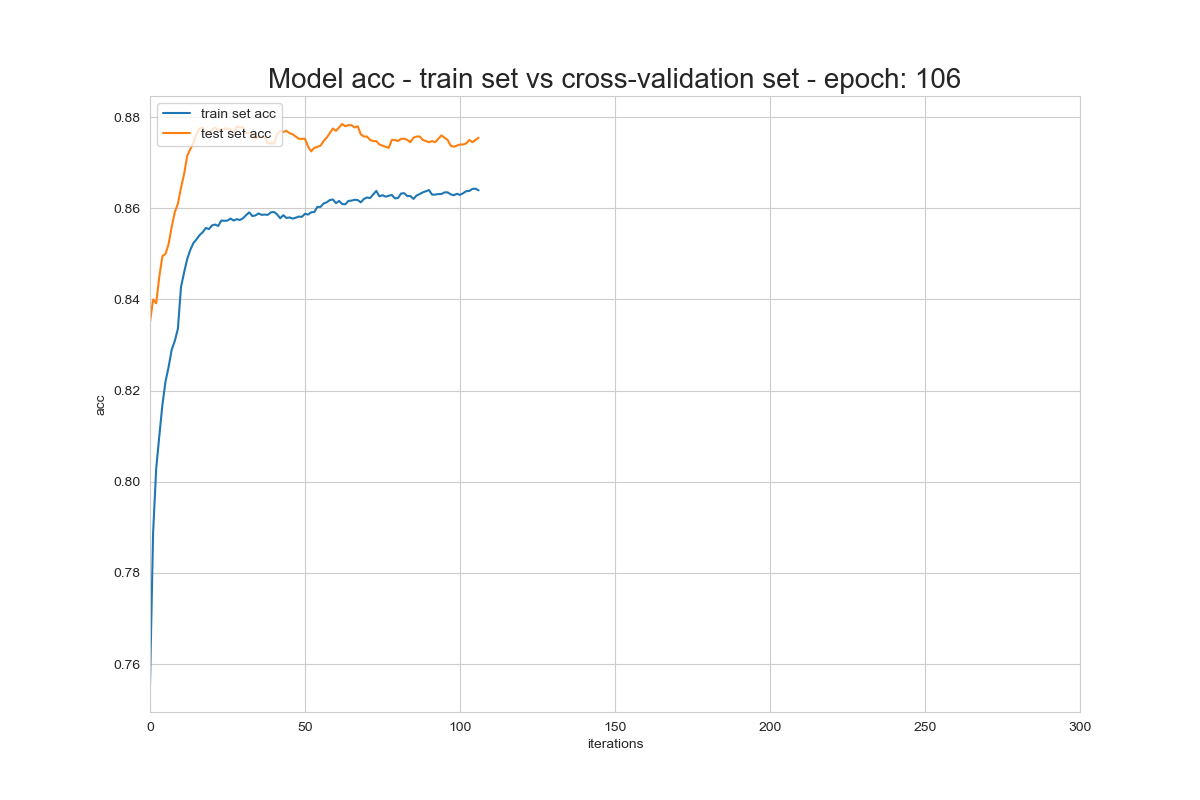 Model acc - train set vs cross-validation set - epoch: 106
train set acc
test set acc
0.88
0.86
0.84
0.82
0.80
0.78
0.76
acc
0 50 100 150 200 250 300
iterations